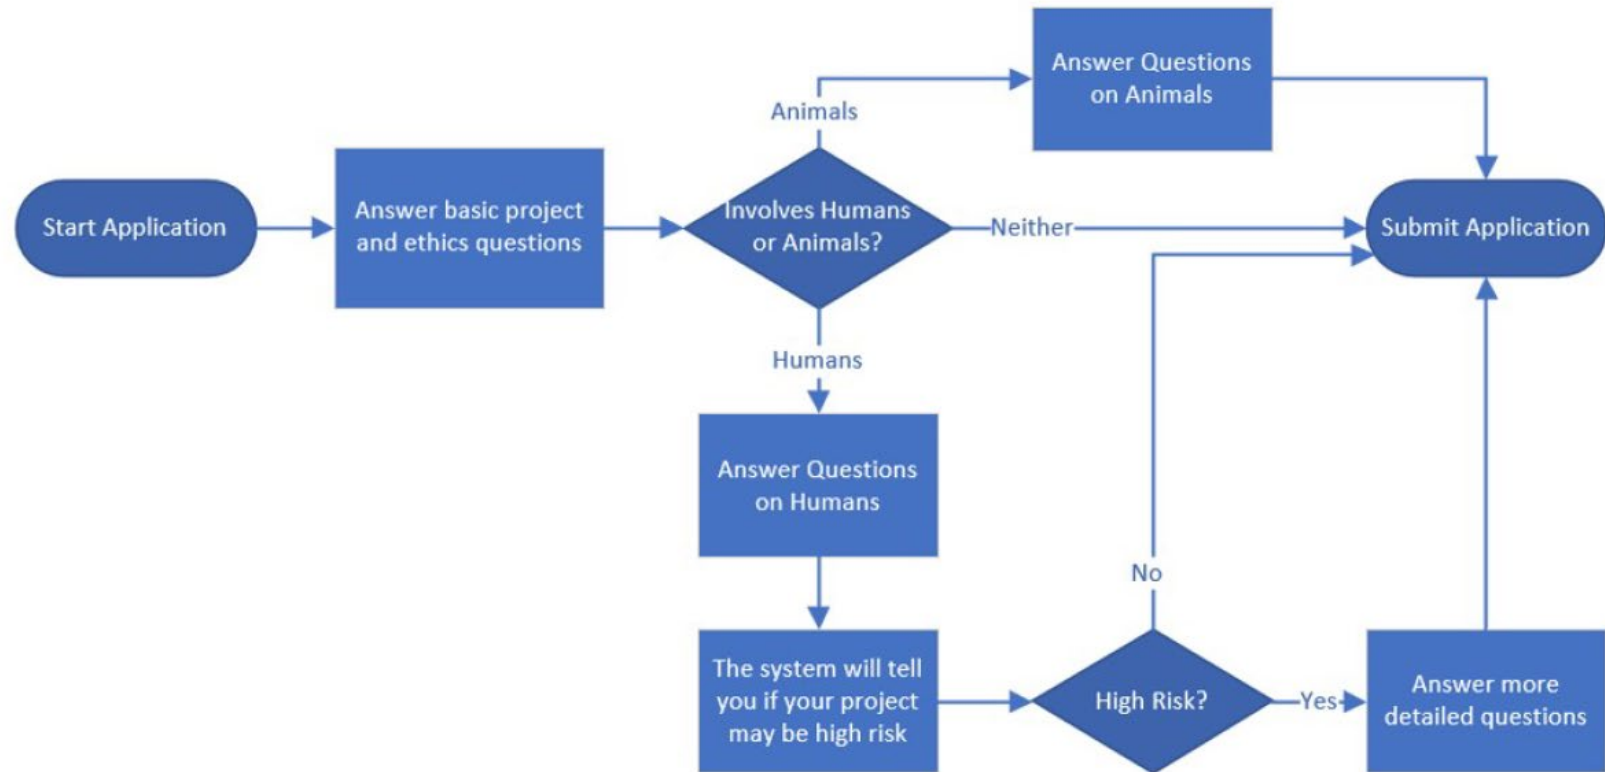 Start Application
Answer basic project
and ethics questions
Involves Humans
or Animals?
Animals
Answer Questions
on Animals
Neither
Submit Application
Humans
Answer Questions
on Humans
The system will tell
you if your project
may be high risk
High Risk?
No
Yes
Answer more
detailed questions